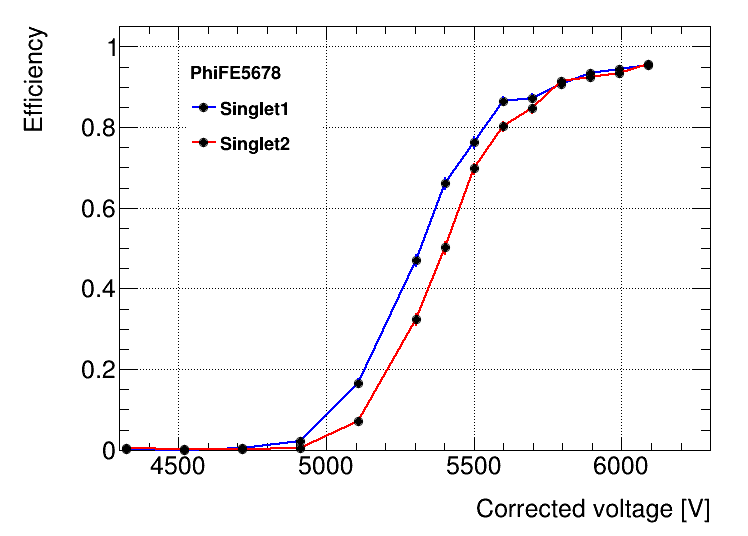 Efficiency
1
0.8
0.6
0.4
0.2
0
PhiFE5678
Singlet1
Singlet2
4500 5000 5500 6000
Corrected voltage [V]